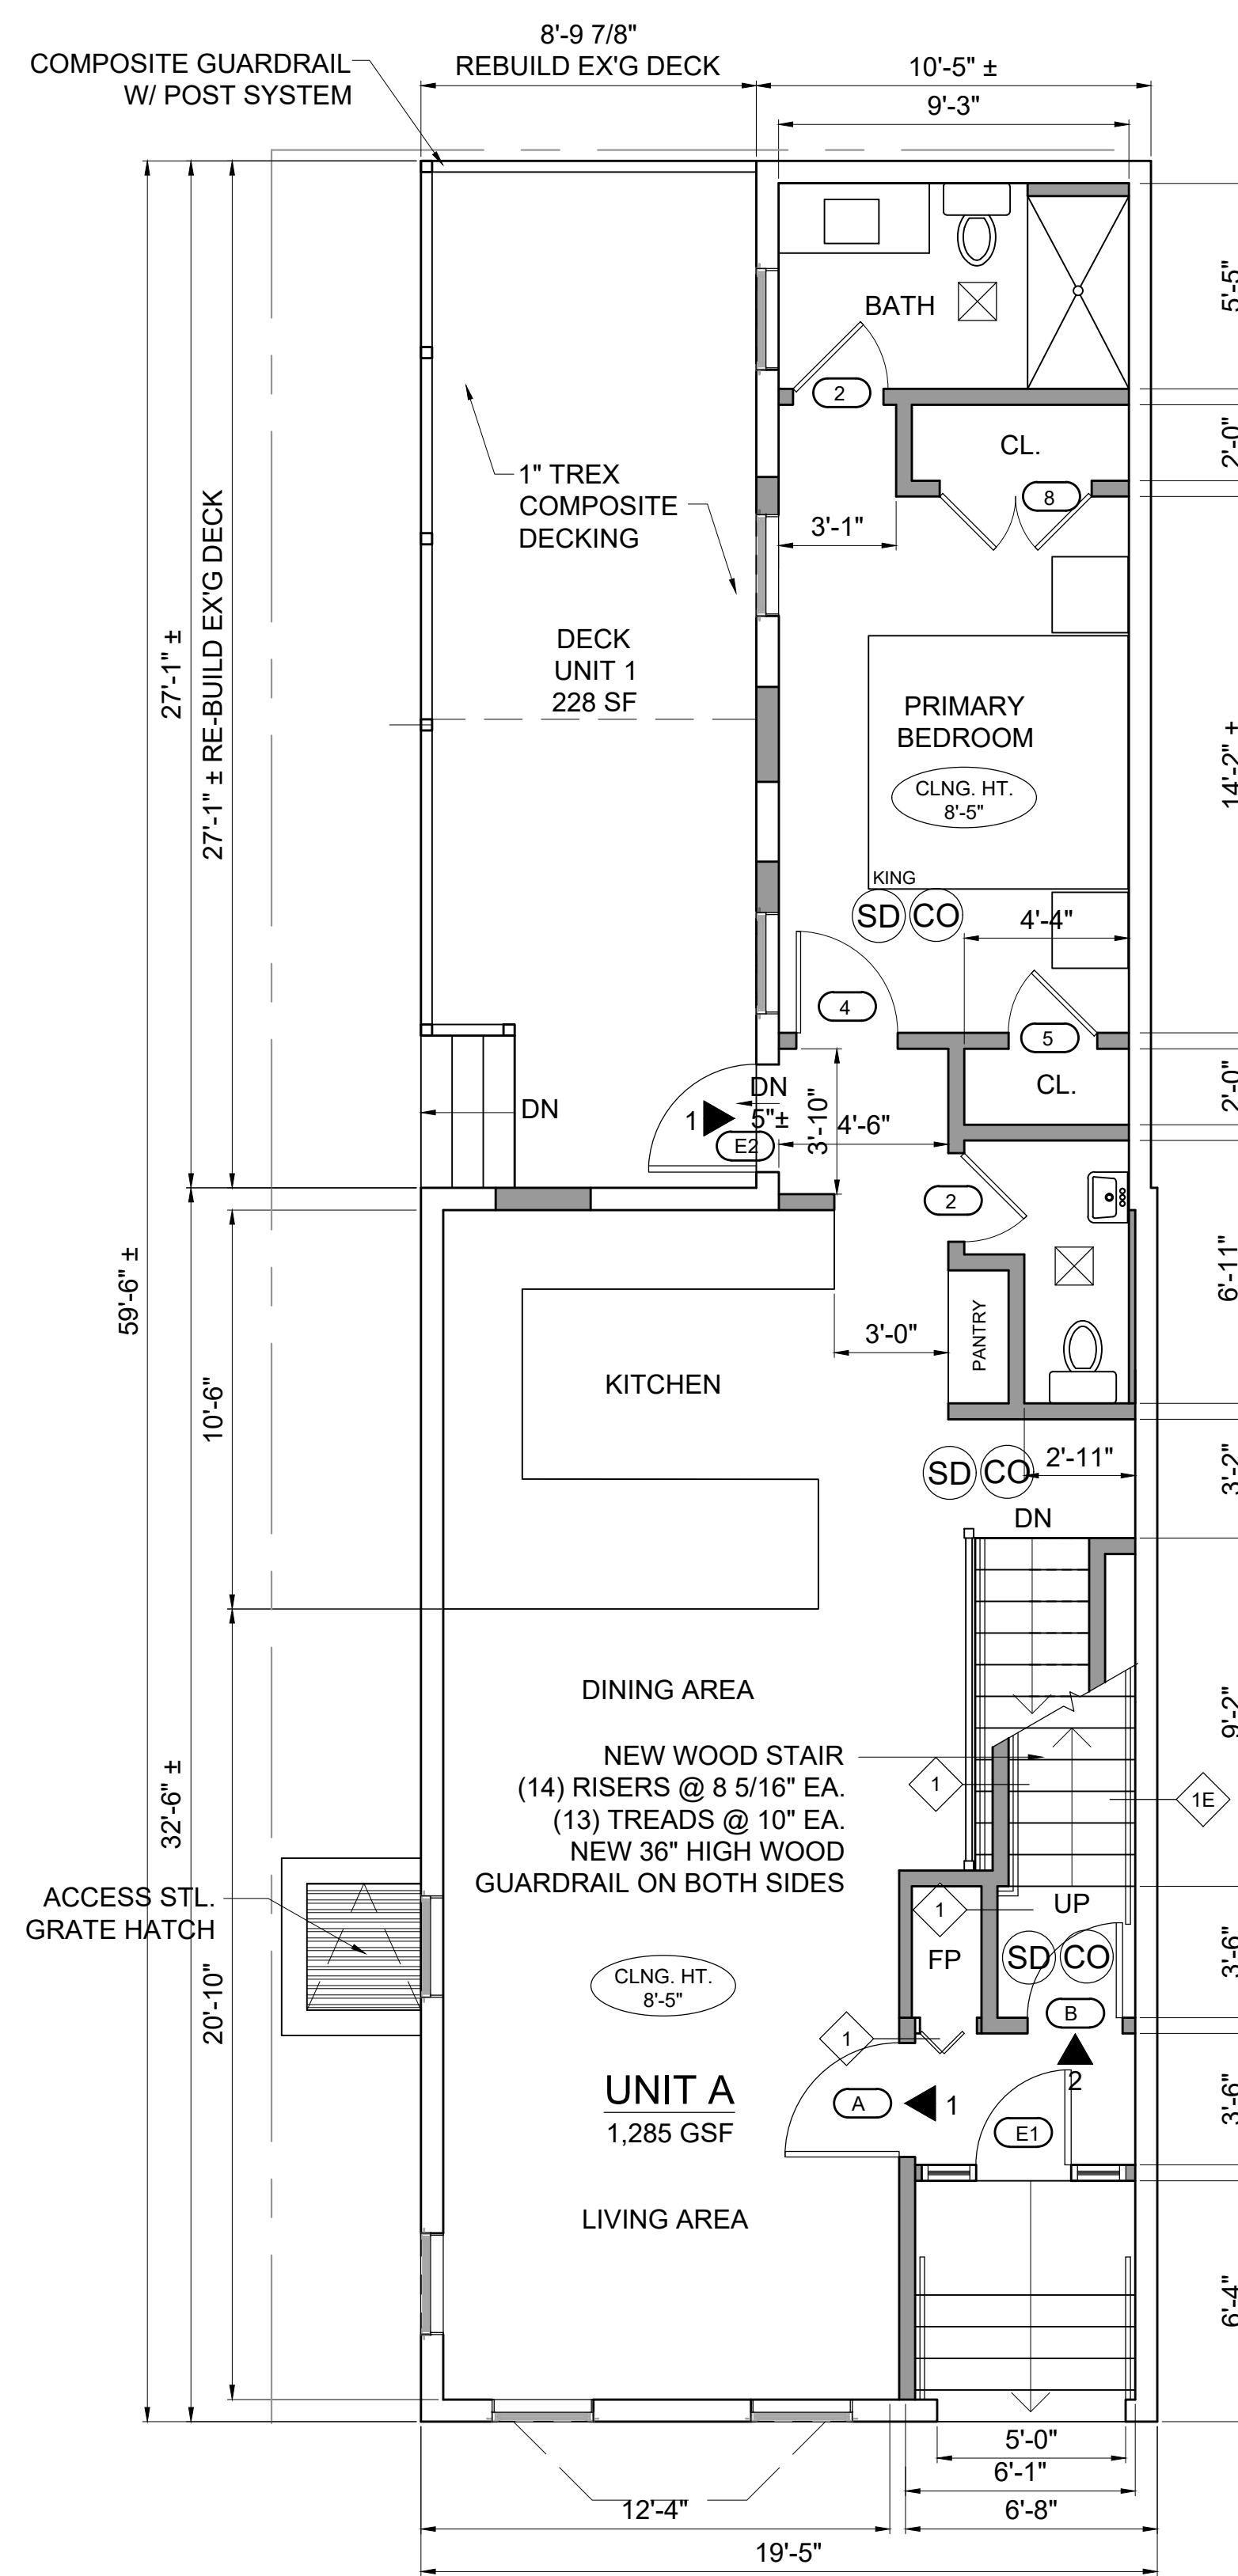 8'-9 7/8"
REBUILD EX'G DECK
COMPOSITE GUARDRAIL
W/ POST SYSTEM
10'-5" ±
9'-3"
5'-5"
BATH
2
CL.
2'-0"
8
1" TREX
COMPOSITE
DECKING
3'-1"
27'-1" ±
27'-1" ± RE-BUILD EX'G DECK
DECK
UNIT 1
228 SF
PRIMARY
BEDROOM
CLNG. HT.
8'-5"
14'-2" ±
KING
SD
CO
4'-4"
4
5
CL.
2'-0"
DN
DN
5"±
1
E2
3'-10"
4'-6"
2
6'-11"
59'-6" ±
10'-6"
3'-0"
PANTRY
KITCHEN
SD
CO
2'-11"
3'-2"
DN
DINING AREA
9'-2"
NEW WOOD STAIR
(14) RISERS @ 8 5/16" EA.
(13) TREADS @ 10" EA.
NEW 36" HIGH WOOD
GUARDRAIL ON BOTH SIDES
1
1E
32'-6" ±
ACCESS STL.
GRATE HATCH
20'-10"
UP
1
FP
SD
CO
3'-6"
CLNG. HT.
8'-5"
B
1
2
UNIT A
1,285 GSF
A
1
E1
3'-6"
LIVING AREA
6'-4"
5'-0"
6'-1"
12'-4"
6'-8"
19'-5"